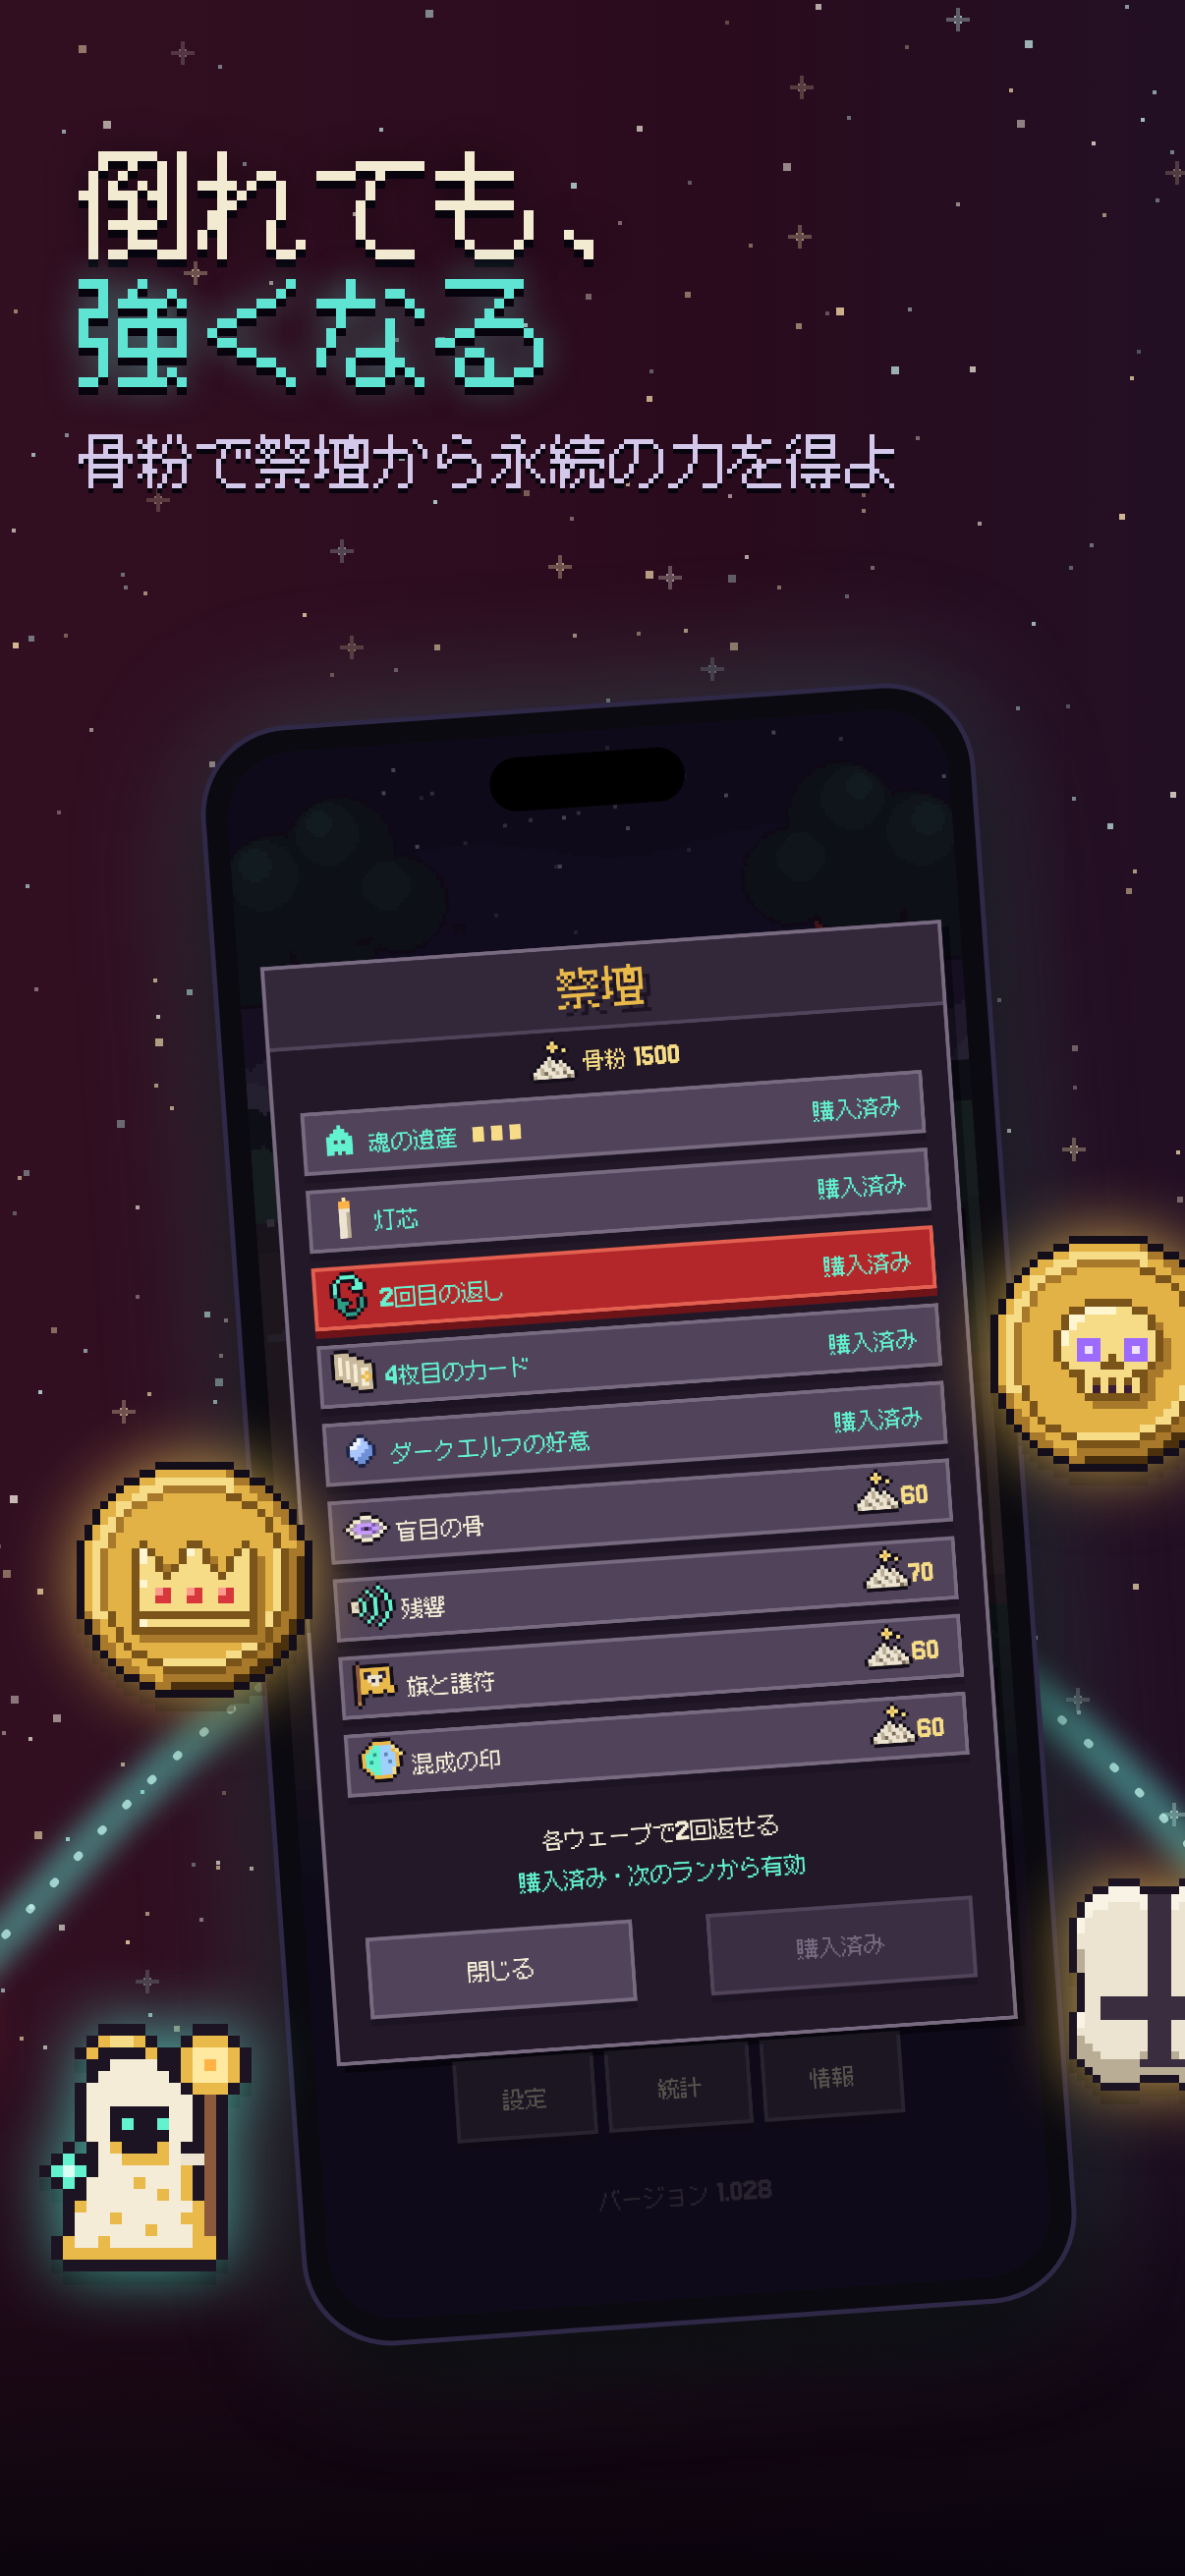 倒れても、
強くなる
骨粉で祭壇から永続の力を得よ
祭壇
骨粉 1500
魂の遺産 購入済み
灯芯 購入済み
2回目の返し 購入済み
4枚目のカード 購入済み
ダークエルフの好意 購入済み
盲目の骨 60
残響 70
旗と護符 60
混成の印 60
各ウェーブで2回返せる
購入済み・次のランから有効
閉じる 購入済み
設定 統計 情報
バージョン 1.028